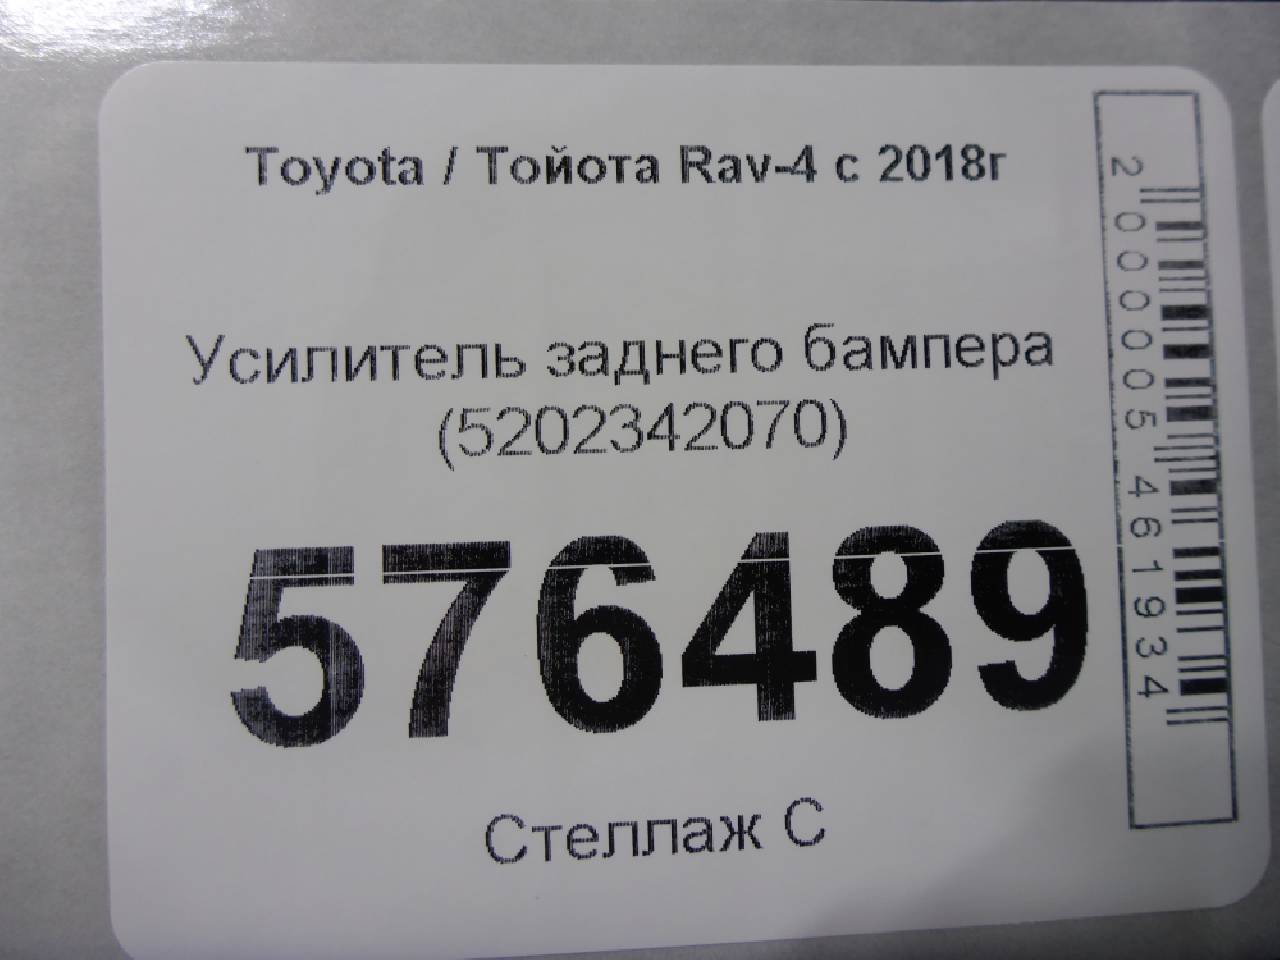 Toyota / Тойота Rav-4 с 2018г
Усилитель заднего бампера
(5202342070)
576489
Стеллаж С
2000005461934